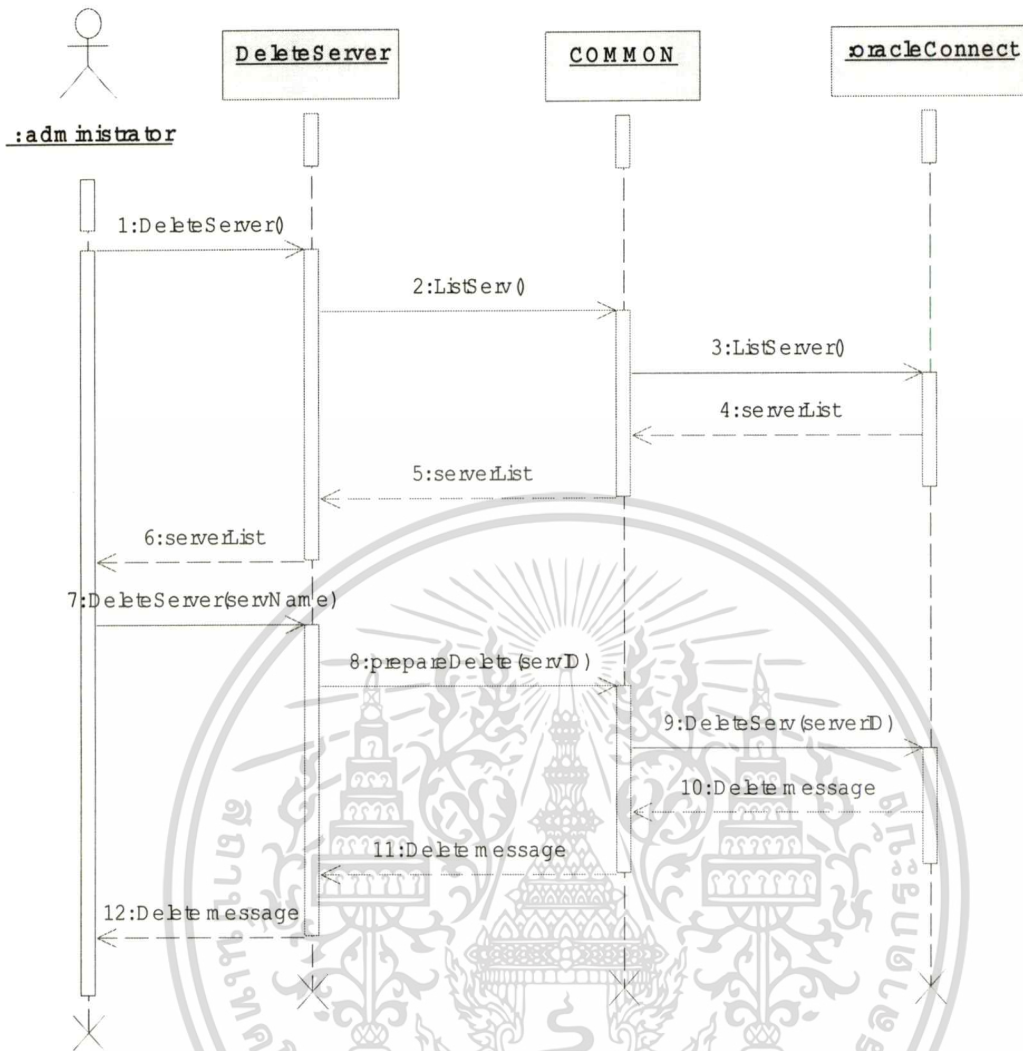 DeleteServer
COMMON
:oracleConnect
:administrator
1:DeleteServer()
2:ListServ()
3:ListServer()
4:serverList
5:serverList
6:serverList
7:DeleteServer(servName)
8:prepareDelete(servID)
9:DeleteServ(serverID)
10:Delete message
11:Delete message
12:Delete message